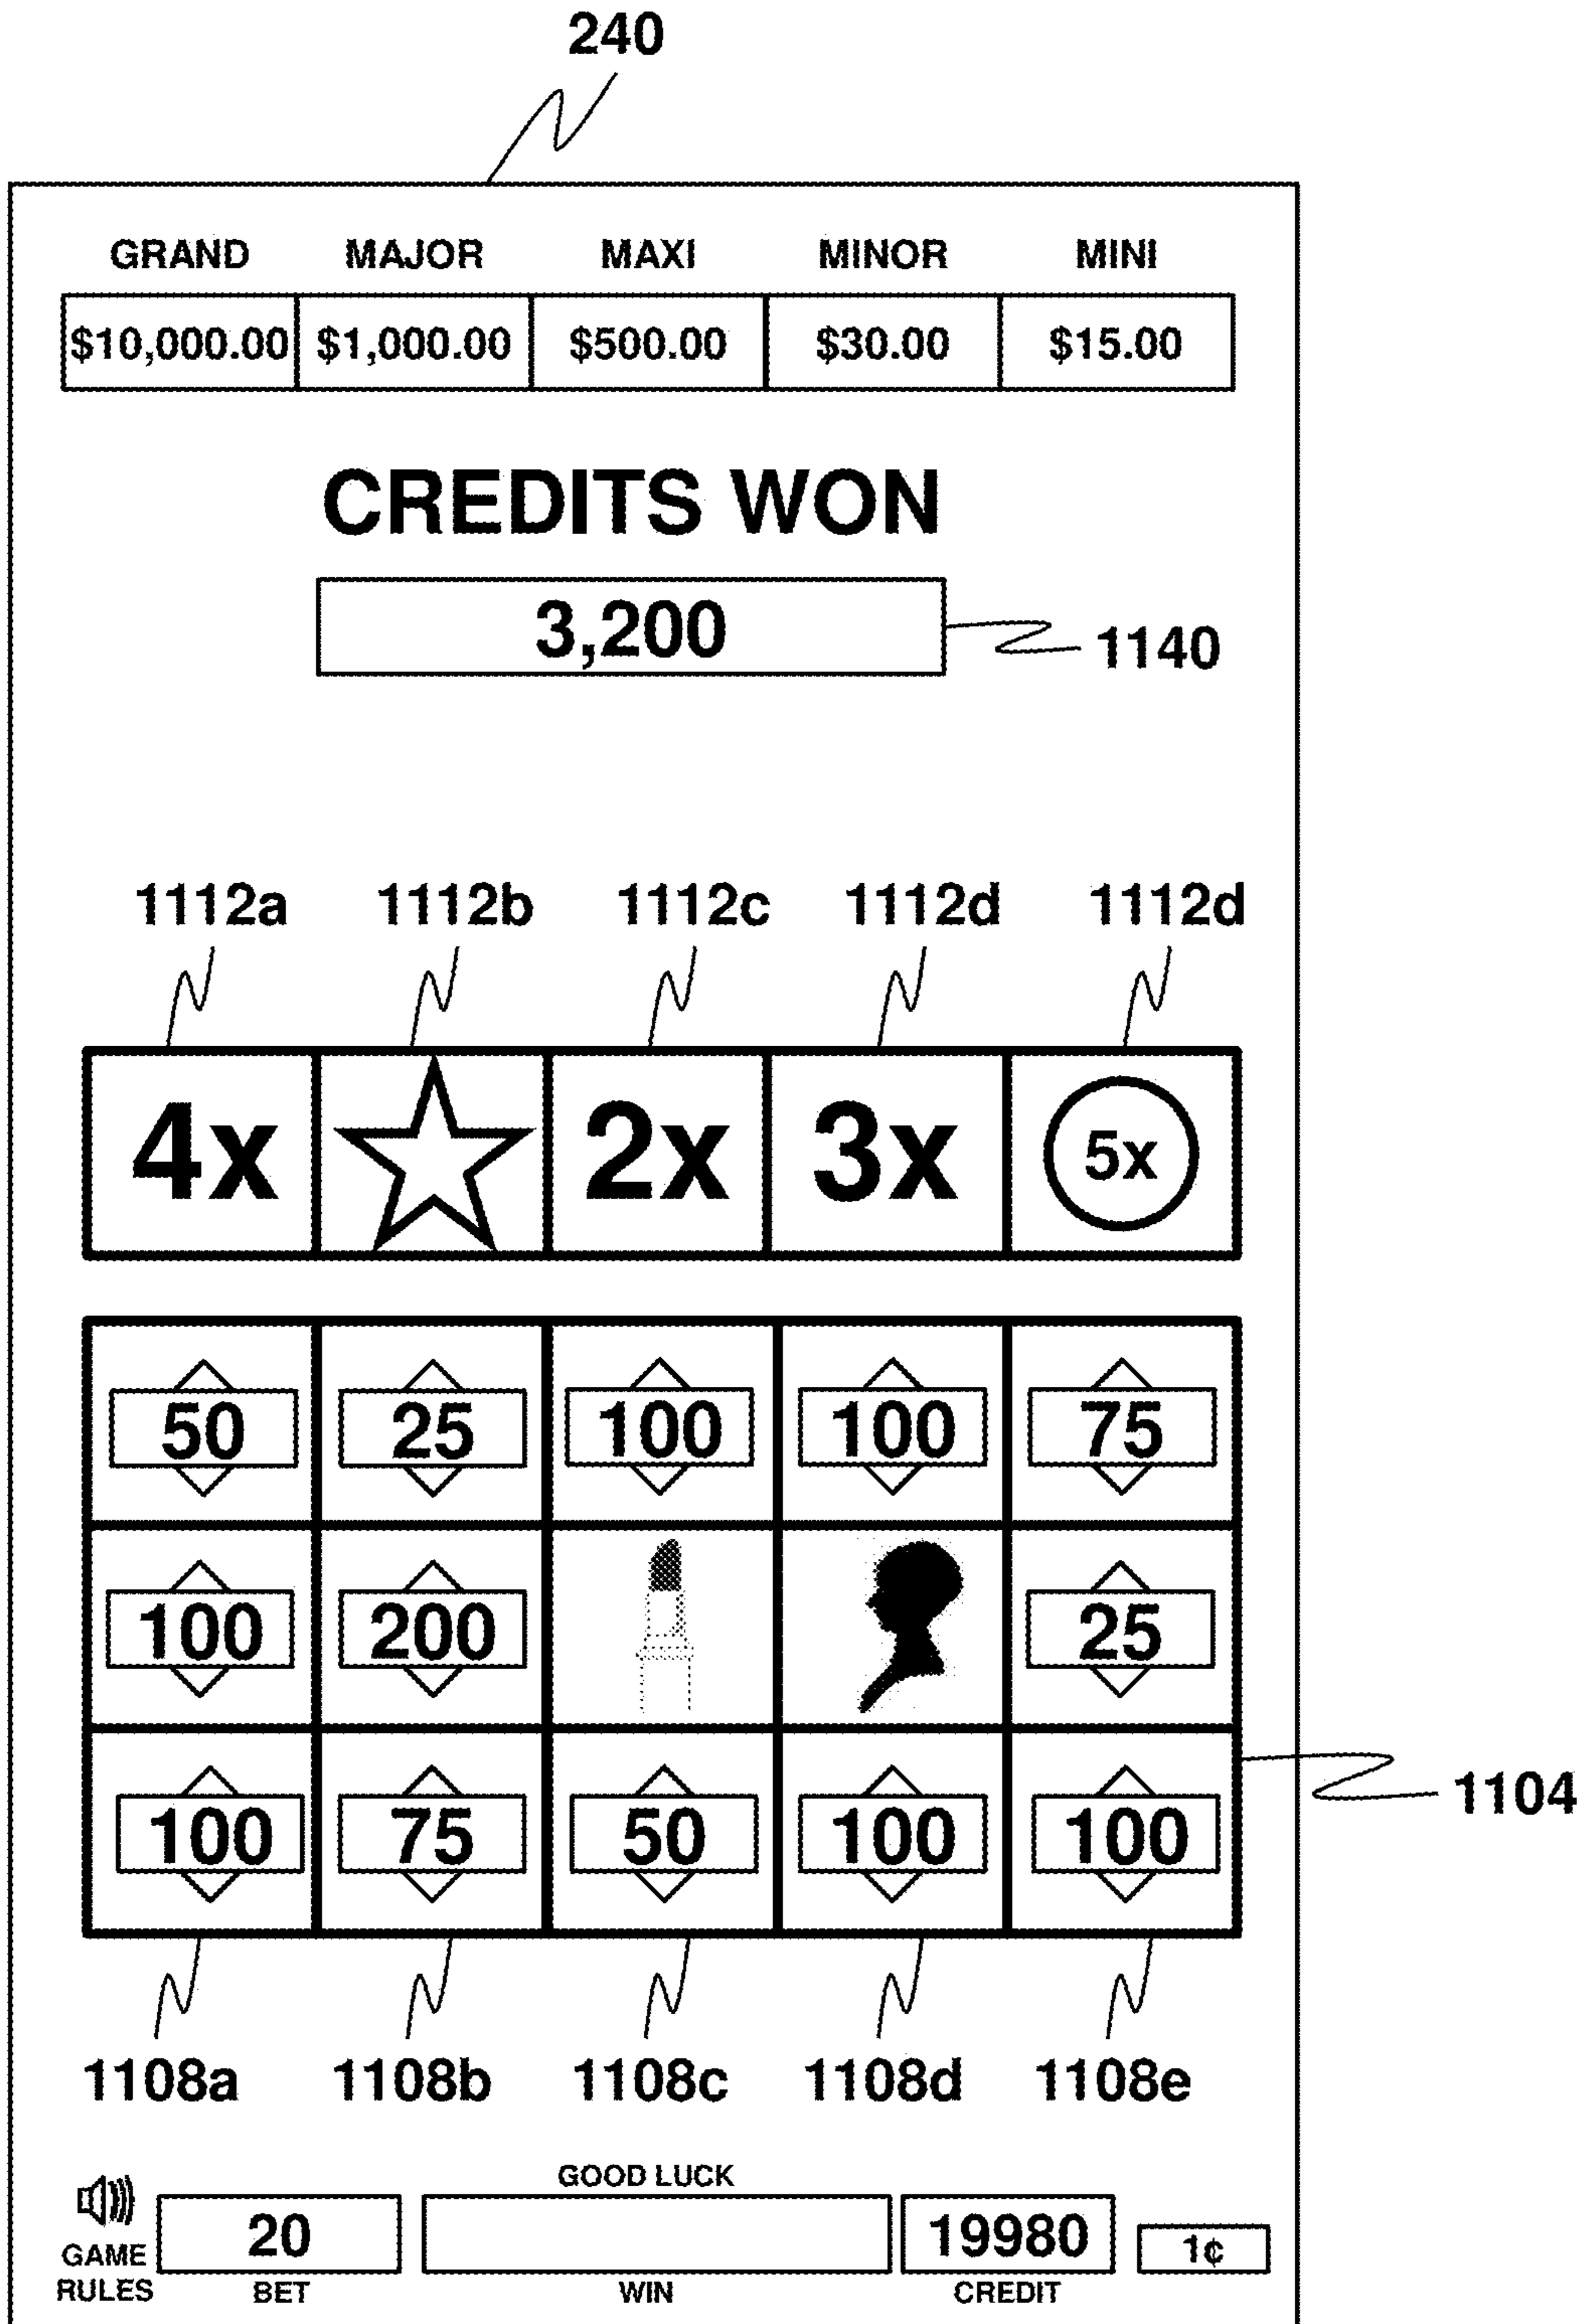 240
GRAND MAJOR MAXI MINOR MINI
$10,000.00 $1,000.00 $500.00 $30.00 $15.00
CREDITS WON
3,200
1140
1112a 1112b 1112c 1112d 1112d
4x 2x 3x 5x
50 25 100 100 75
100 200 25
100 75 50 100 100
1104
1108a 1108b 1108c 1108d 1108e
GOOD LUCK
20 19980 1¢
GAME
RULES BET WIN CREDIT